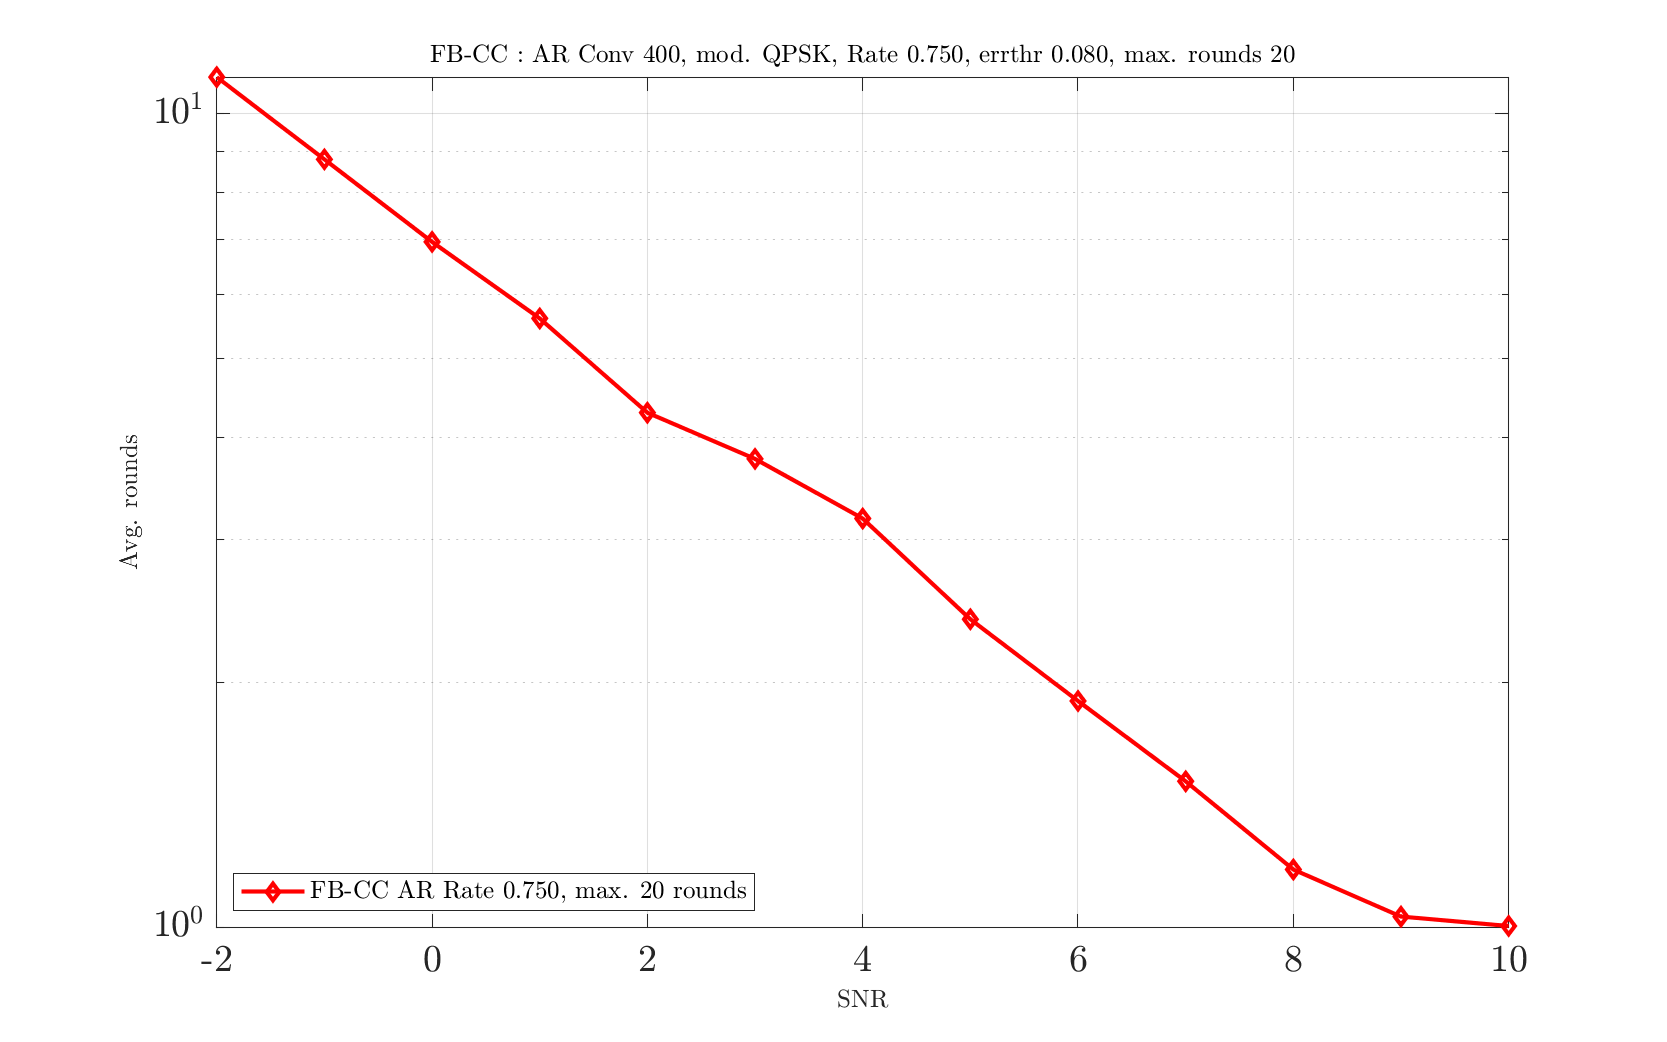 FB-CC : AR Conv 400, mod. QPSK, Rate 0.750, errthr 0.080, max. rounds 20
10¹
Avg. rounds
10⁰
FB-CC AR Rate 0.750, max. 20 rounds
-2 0 2 4 6 8 10
SNR